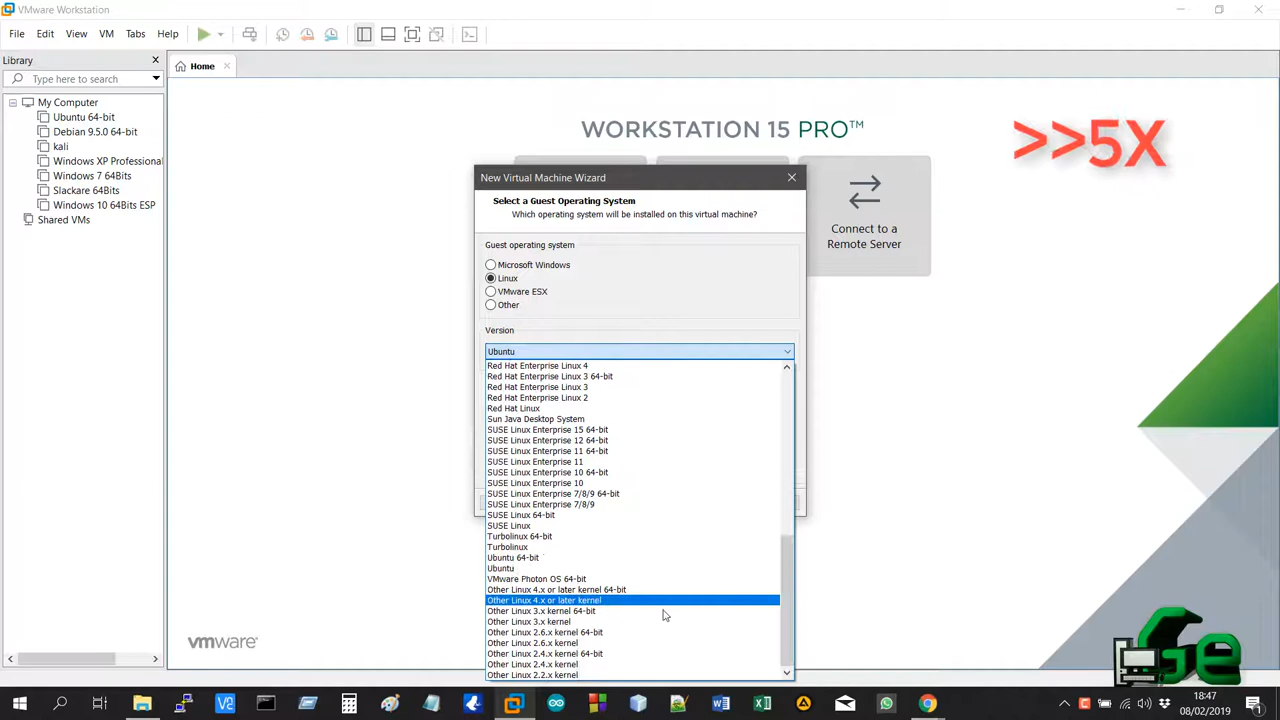 VMware Workstation
File Edit View VM Tabs Help
Library
Type here to search
My Computer
Ubuntu 64-bit
Debian 9.5.0 64-bit
kali
Windows XP Professiona
Windows 7 64Bits
Slackare 64Bits
Windows 10 64Bits ESP
Shared VMs
Home
WORKSTATION 15 PRO™
>>5X
Connect to a
Remote Server
New Virtual Machine Wizard
Select a Guest Operating System
Which operating system will be installed on this virtual machine?
Guest operating system
Microsoft Windows
Linux
VMware ESX
Other
Version
Ubuntu
Red Hat Enterprise Linux 4
Red Hat Enterprise Linux 3 64-bit
Red Hat Enterprise Linux 3
Red Hat Enterprise Linux 2
Red Hat Linux
Sun Java Desktop System
SUSE Linux Enterprise 15 64-bit
SUSE Linux Enterprise 12 64-bit
SUSE Linux Enterprise 11 64-bit
SUSE Linux Enterprise 11
SUSE Linux Enterprise 10 64-bit
SUSE Linux Enterprise 10
SUSE Linux Enterprise 7/8/9 64-bit
SUSE Linux Enterprise 7/8/9
SUSE Linux 64-bit
SUSE Linux
Turbolinux 64-bit
Turbolinux
Ubuntu 64-bit
Ubuntu
VMware Photon OS 64-bit
Other Linux 4.x or later kernel 64-bit
Other Linux 4.x or later kernel
Other Linux 3.x kernel 64-bit
Other Linux 3.x kernel
Other Linux 2.6.x kernel 64-bit
Other Linux 2.6.x kernel
Other Linux 2.4.x kernel 64-bit
Other Linux 2.4.x kernel
Other Linux 2.2.x kernel
vmware
Ge
18:47
08/02/2019